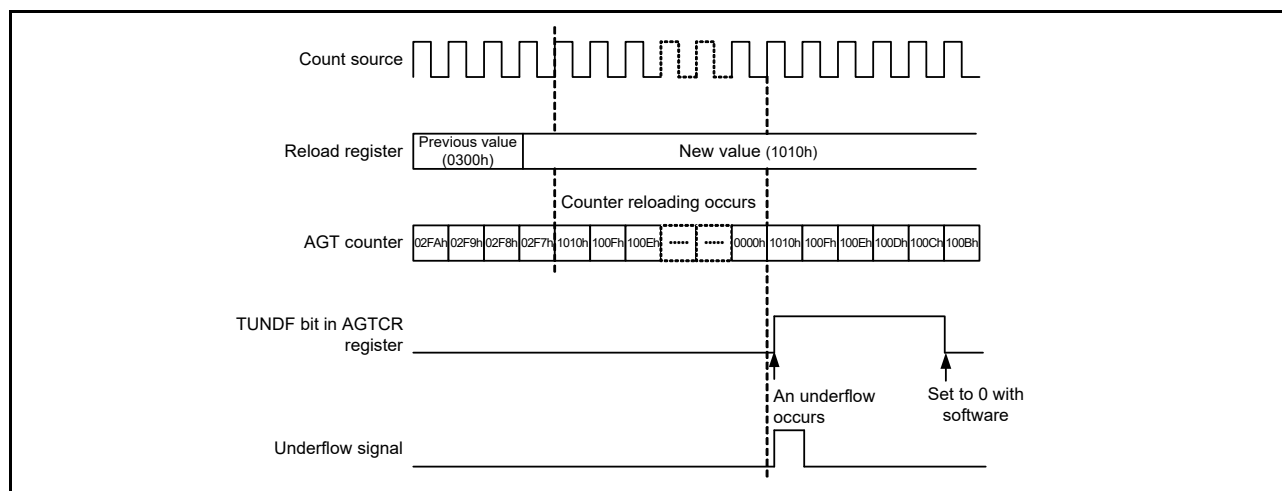 Count source
Reload register
Previous value
(0300h)
New value (1010h)
Counter reloading occurs
AGT counter
02FAh 02F9h 02F8h 02F7h 1010h 100Fh 100Eh ····· ····· 0000h 1010h 100Fh 100Eh 100Dh 100Ch 100Bh
TUNDF bit in AGTCR
register
An underflow
occurs
Set to 0 with
software
Underflow signal